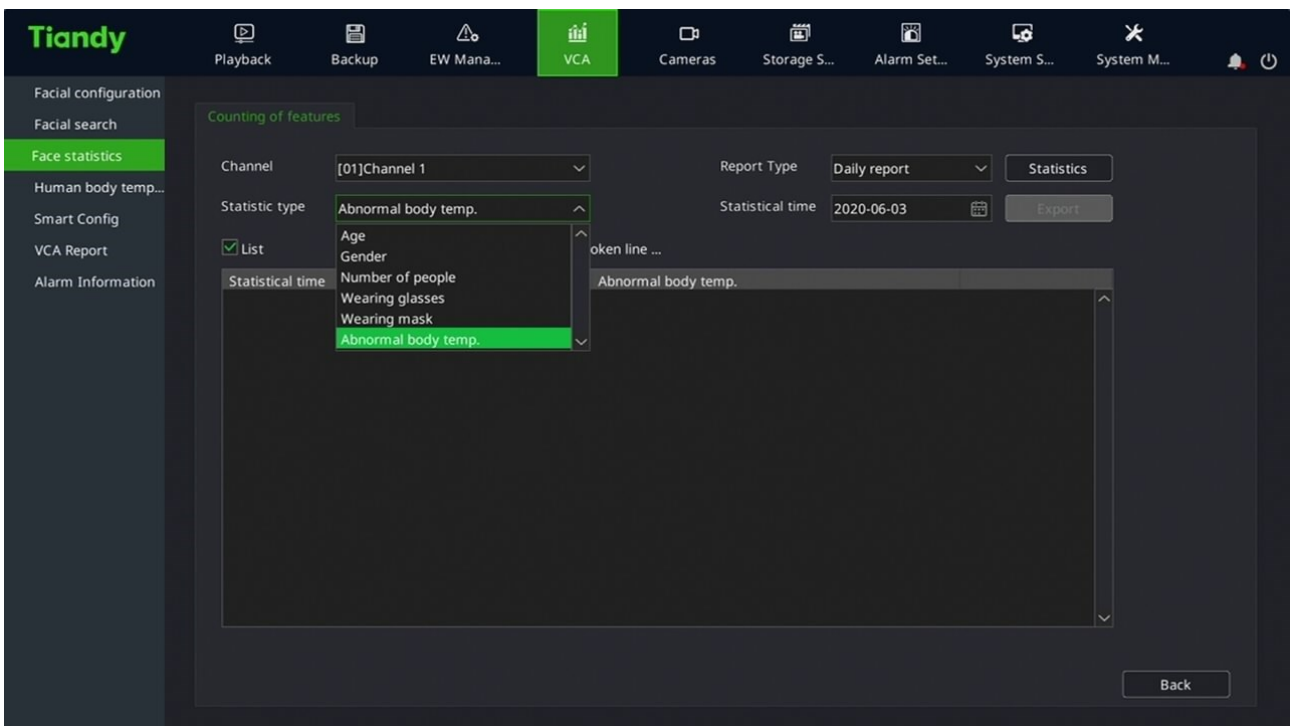 Tiandy
Playback
Backup
EW Mana...
VCA
Cameras
Storage S...
Alarm Set...
System S...
System M...
Facial configuration
Facial search
Face statistics
Human body temp...
Smart Config
VCA Report
Alarm Information
Counting of features
Channel [01]Channel 1 Report Type Daily report Statistics
Statistic type Abnormal body temp. Statistical time 2020-06-03 Export
List oken line ...
Statistical time Abnormal body temp.
Age
Gender
Number of people
Wearing glasses
Wearing mask
Abnormal body temp.
Back